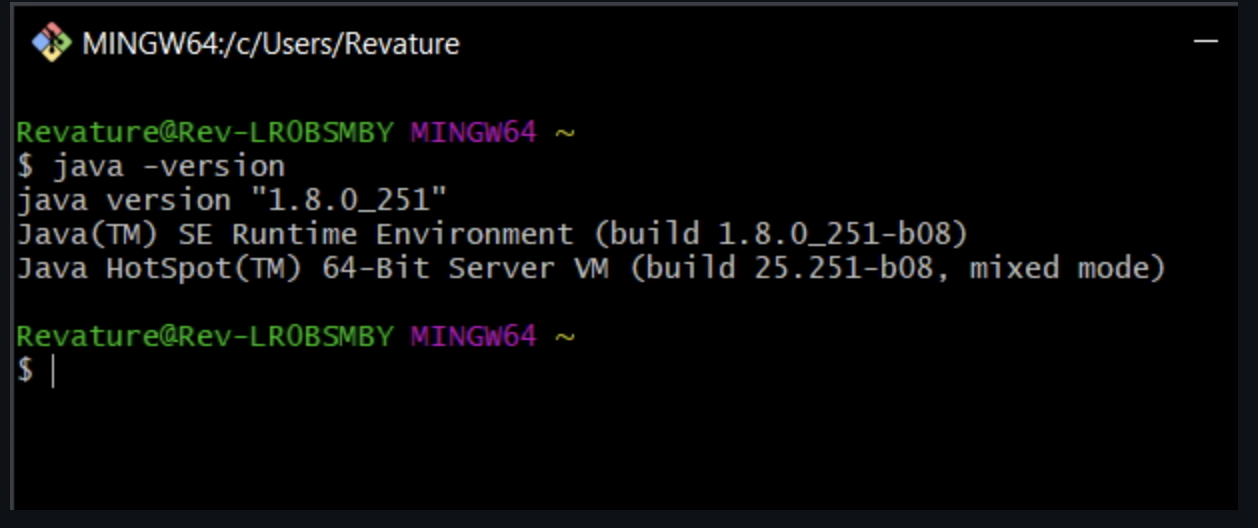 MINGW64:/c/Users/Revature
Revature@Rev-LR0BSMBY MINGW64 ~
$ java -version
java version "1.8.0_251"
Java(TM) SE Runtime Environment (build 1.8.0_251-b08)
Java HotSpot(TM) 64-Bit Server VM (build 25.251-b08, mixed mode)
Revature@Rev-LR0BSMBY MINGW64 ~
$